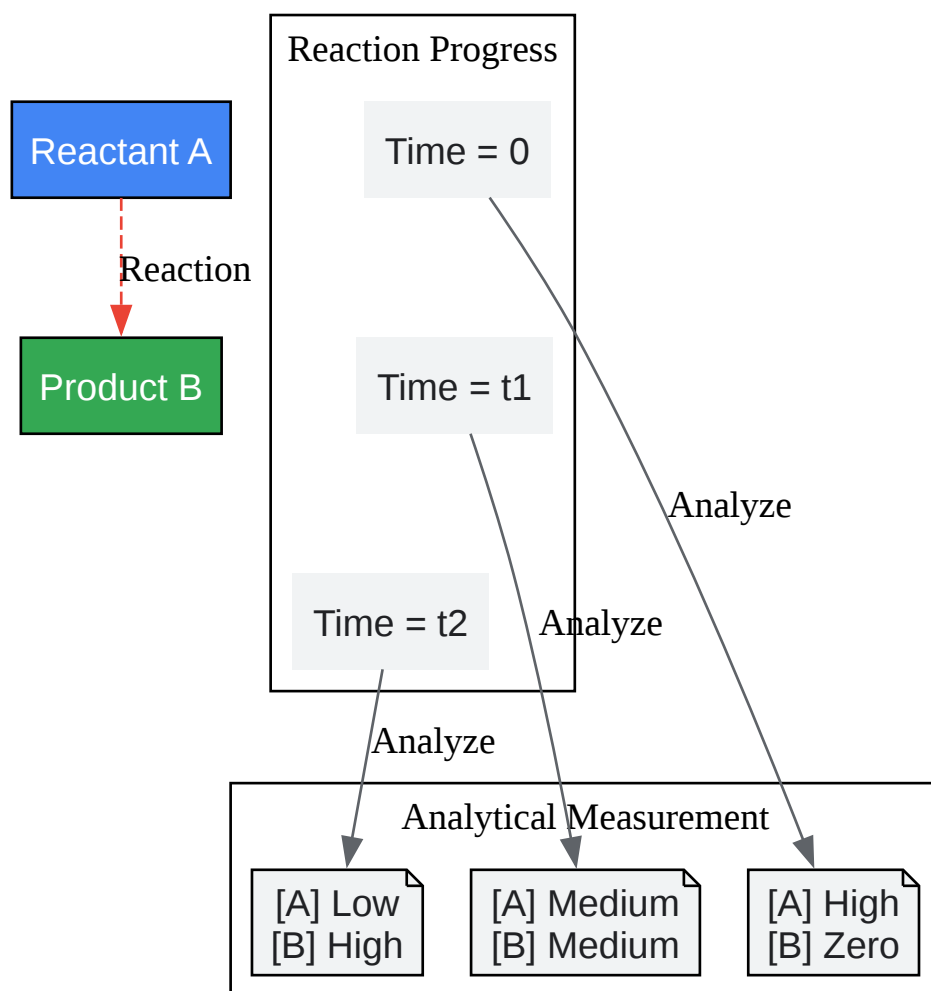 Reaction Progress
Reactant A
Time = 0
Reaction
Product B
Time = t1
Analyze
Time = t2
Analyze
Analyze
Analytical Measurement
[A] Low
[B] High
[A] Medium
[B] Medium
[A] High
[B] Zero